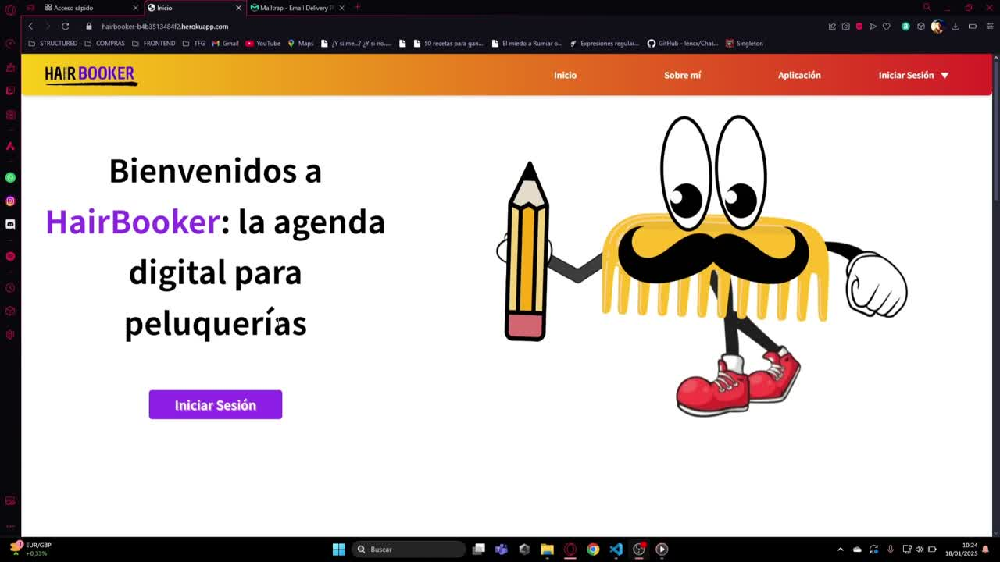 Acceso rápido
Inicio
Mailtrap - Email Delivery Pl
hairbooker-b4b3513484f2.herokuapp.com
STRUCTURED
COMPRAS
FRONTEND
TFG
Gmail
YouTube
Maps
¿Y si me...? ¿Y si no.....
50 recetas para gan...
El miedo a Rumiar o...
Expresiones regular...
GitHub - lencx/Chat...
Singleton
HAIR BOOKER
Inicio
Sobre mí
Aplicación
Iniciar Sesión
Bienvenidos a
HairBooker: la agenda
digital para
peluquerías
Iniciar Sesión
1
EUR/GBP
+0,33%
Buscar
10:24
18/01/2025